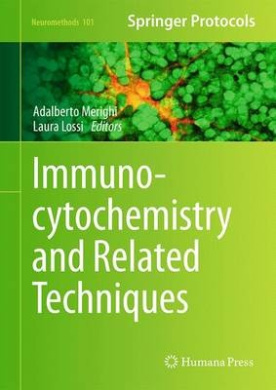 Neuromethods 101
Springer Protocols
Adalberto Merighi
Laura Lossi Editors
Immuno-
cytochemistry
and Related
Techniques
Humana Press